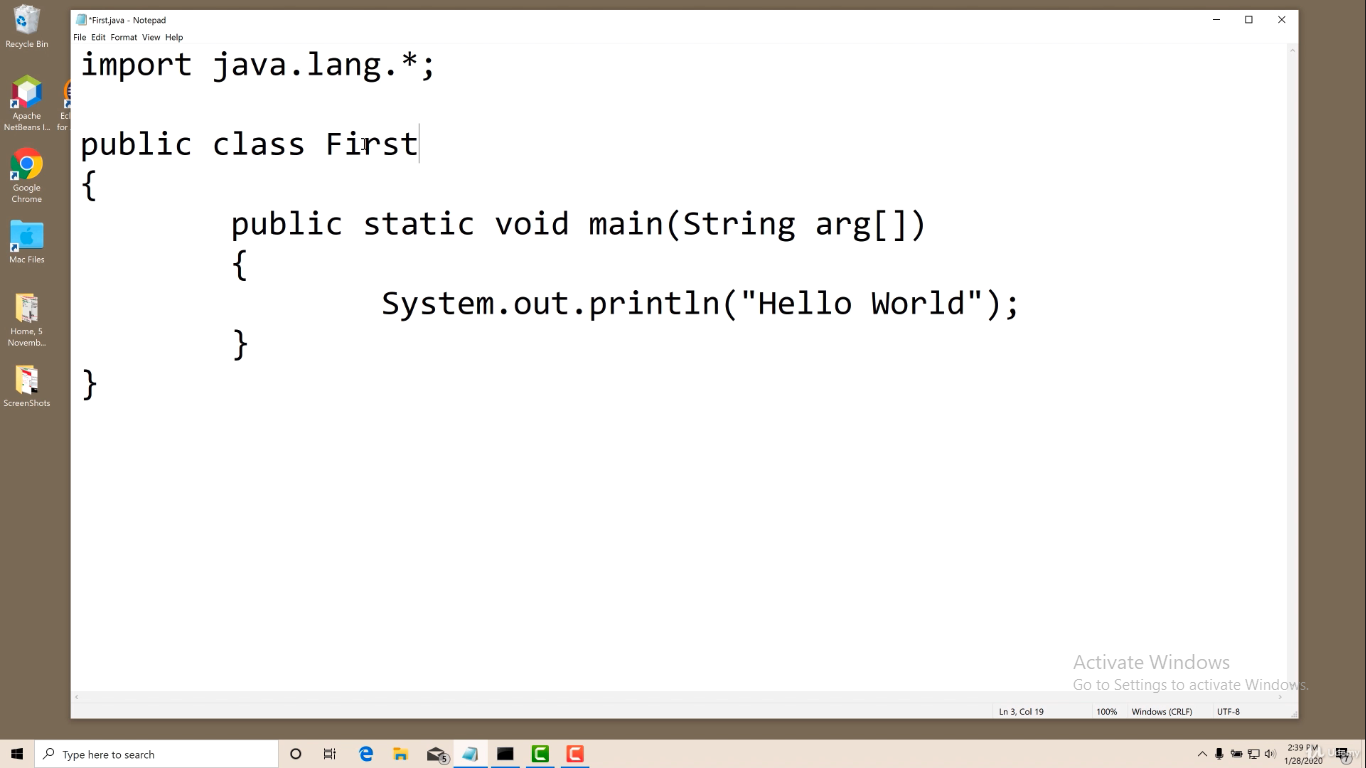 Recycle Bin
Apache NetBeans I...
Google Chrome
Mac Files
Home, 5 Novemb...
ScreenShots
*First.java - Notepad
File Edit Format View Help
import java.lang.*;
public class First
{
public static void main(String arg[])
{
System.out.println("Hello World");
}
}
Activate Windows
Go to Settings to activate Windows.
Ln 3, Col 19 100% Windows (CRLF) UTF-8
Type here to search
5
2:39 PM
1/28/2020